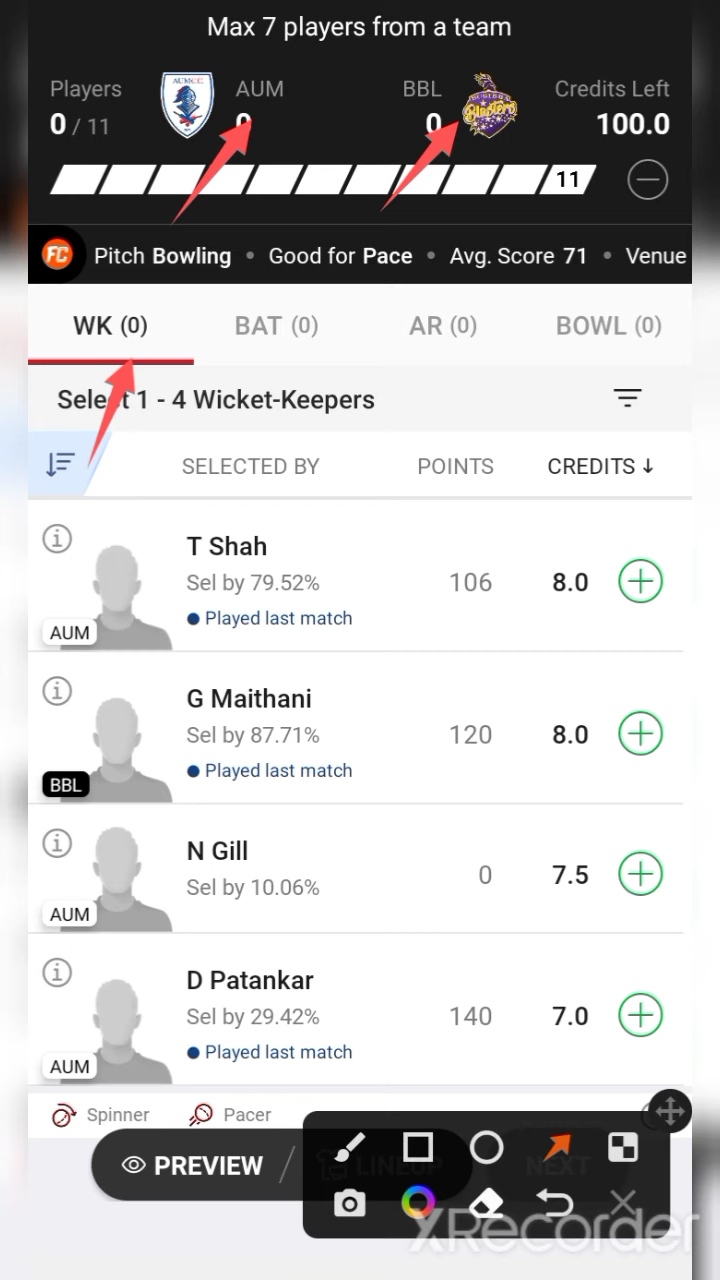 Max 7 players from a team
Players AUM BBL Credits Left
0 / 11 0 0 100.0
11
FC Pitch Bowling • Good for Pace • Avg. Score 71 • Venue
WK (0) BAT (0) AR (0) BOWL (0)
Select 1 - 4 Wicket-Keepers
SELECTED BY POINTS CREDITS ↓
T Shah
Sel by 79.52% 106 8.0
Played last match
AUM
G Maithani
Sel by 87.71% 120 8.0
Played last match
BBL
N Gill
Sel by 10.06% 0 7.5
AUM
D Patankar
Sel by 29.42% 140 7.0
Played last match
AUM
Spinner Pacer
PREVIEW / LINEUP NEXT
XRecorder